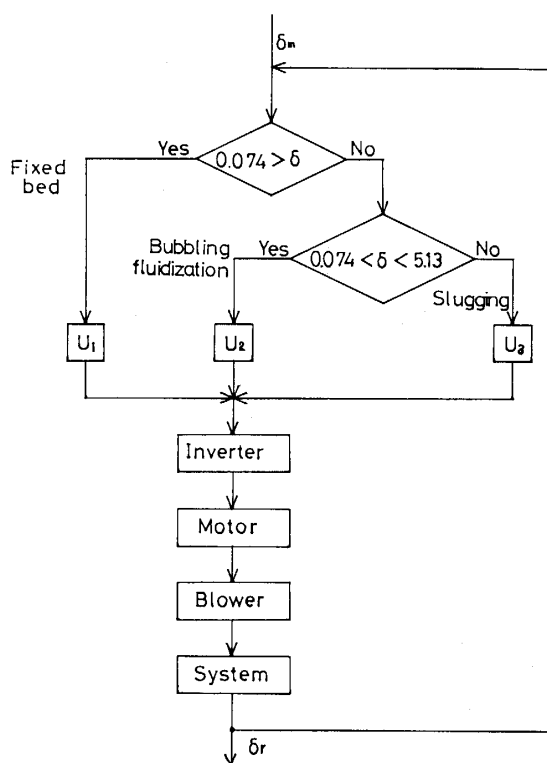 δm
Yes
0.074 > δ
No
Fixed
bed
Bubbling
fluidization
Yes
0.074 < δ < 5.13
No
Slugging
U1
U2
U3
Inverter
Motor
Blower
System
δr